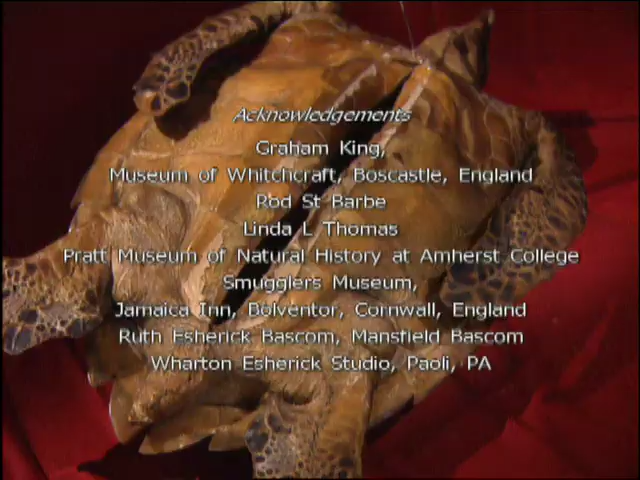 Acknowledgements
Graham King,
Museum of Whitchcraft, Boscastle, England
Rod St Barbe
Linda L Thomas
Pratt Museum of Natural History at Amherst College
Smugglers Museum,
Jamaica Inn, Bolventor, Cornwall, England
Ruth Esherick Bascom, Mansfield Bascom
Wharton Esherick Studio, Paoli, PA